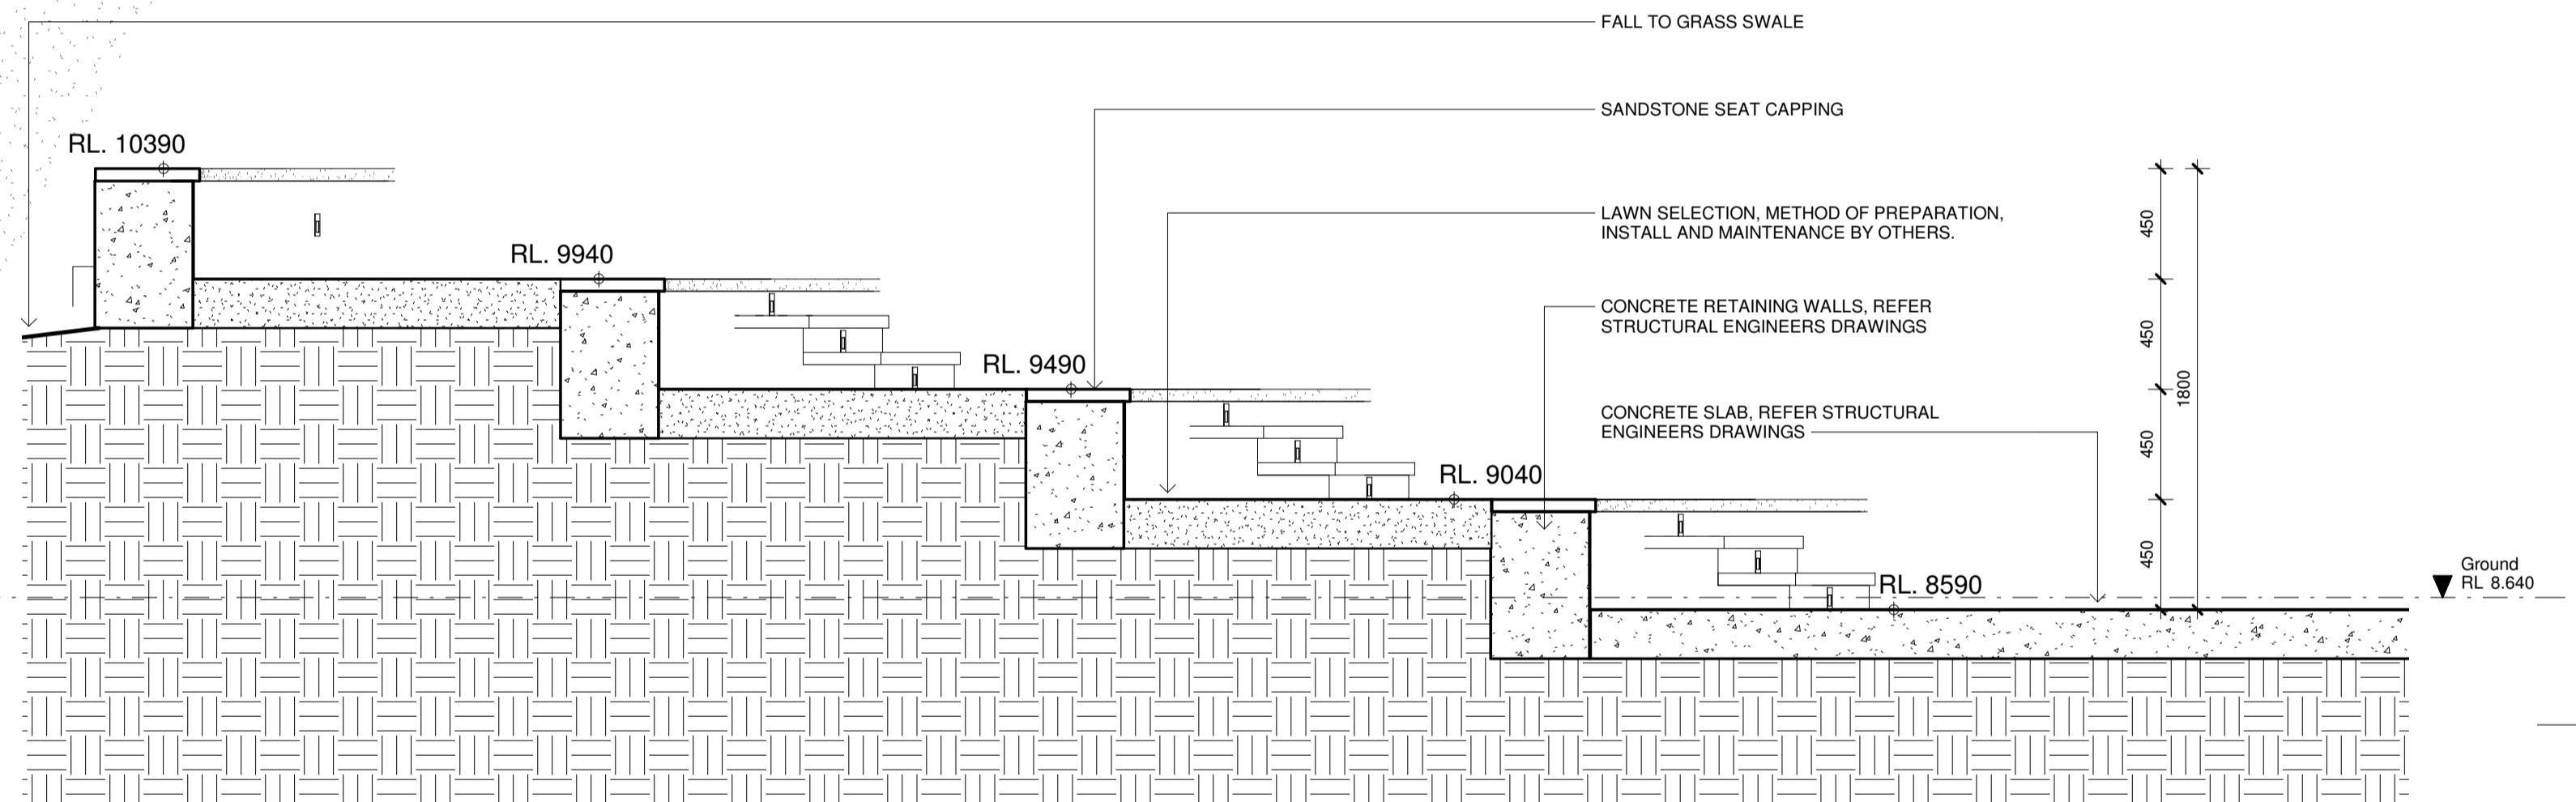 FALL TO GRASS SWALE
SANDSTONE SEAT CAPPING
RL. 10390
LAWN SELECTION, METHOD OF PREPARATION,
INSTALL AND MAINTENANCE BY OTHERS.
450
RL. 9940
CONCRETE RETAINING WALLS, REFER
STRUCTURAL ENGINEERS DRAWINGS
450
RL. 9490
1800
CONCRETE SLAB, REFER STRUCTURAL
ENGINEERS DRAWINGS
450
RL. 9040
450
Ground
RL 8.640
RL. 8590